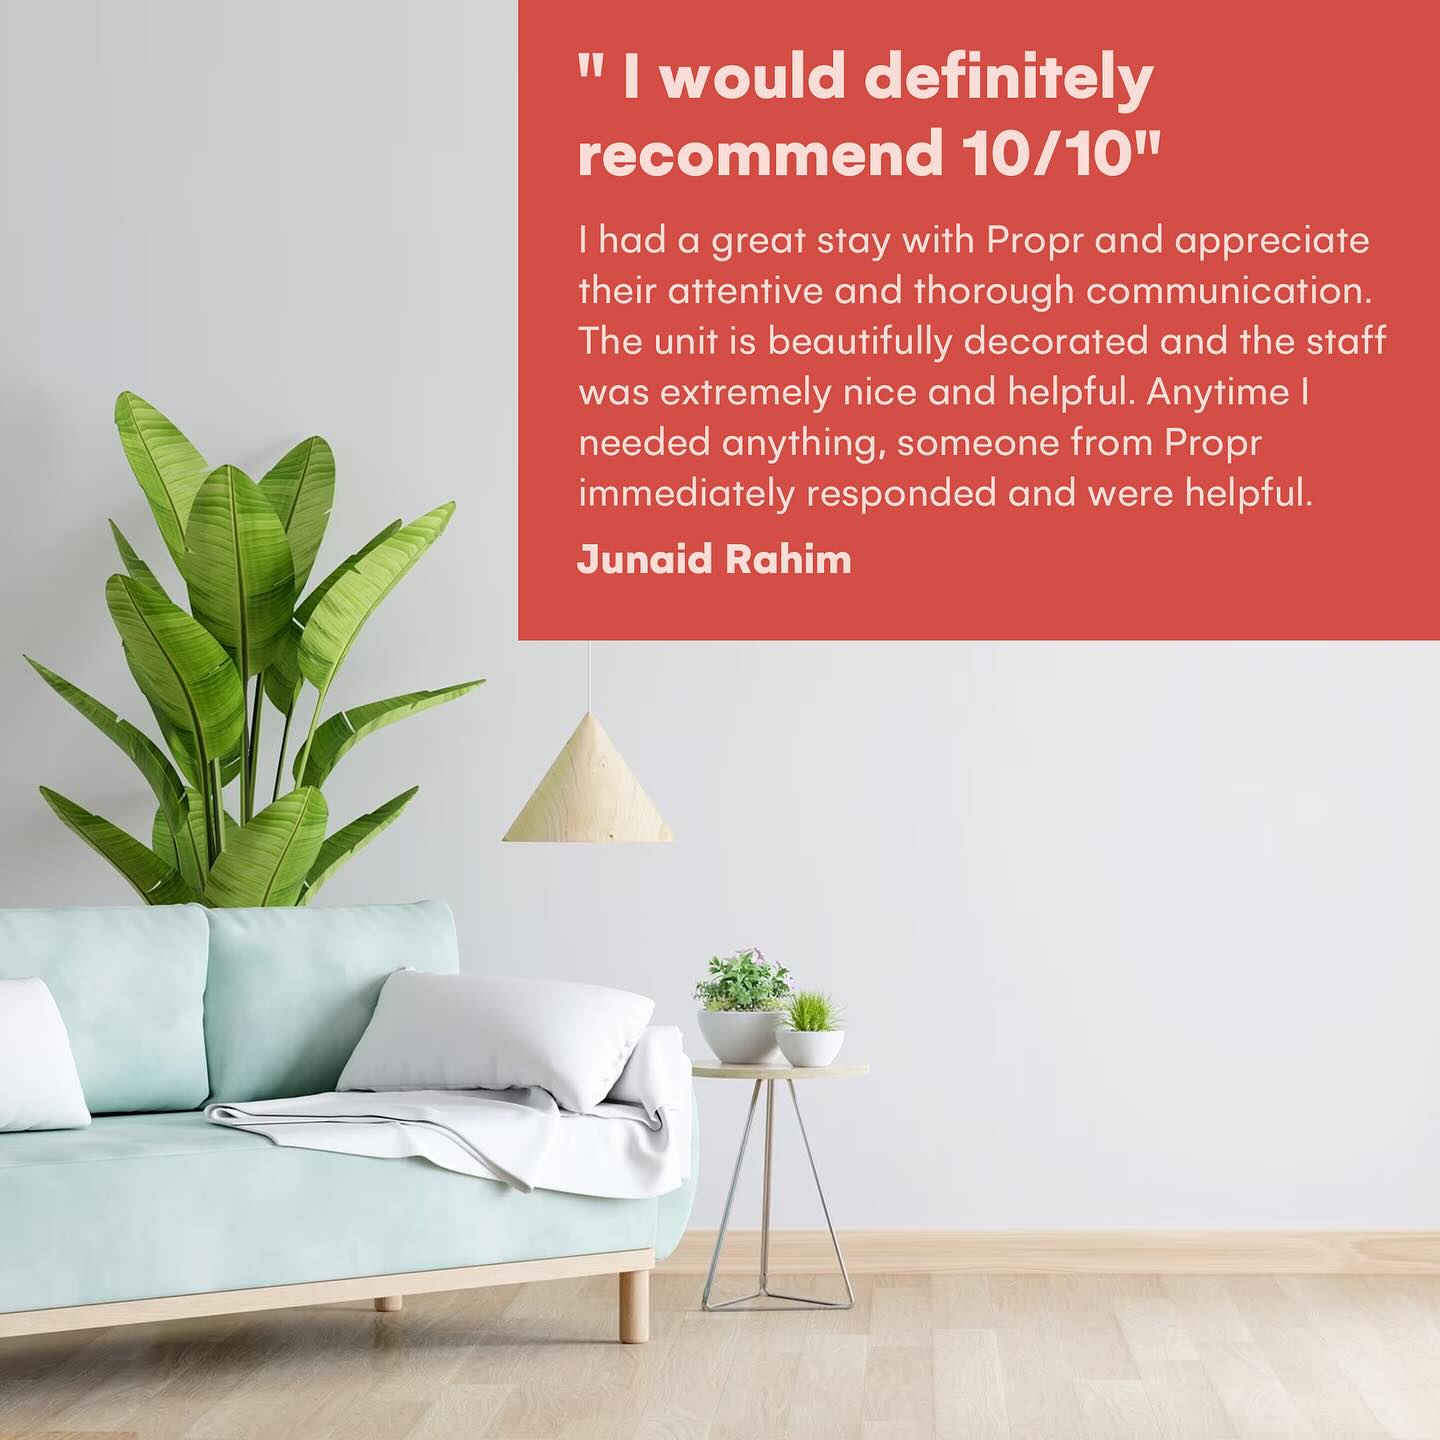 " I would definitely
recommend 10/10"
I had a great stay with Propr and appreciate
their attentive and thorough communication.
The unit is beautifully decorated and the staff
was extremely nice and helpful. Anytime I
needed anything, someone from Propr
immediately responded and were helpful.
Junaid Rahim